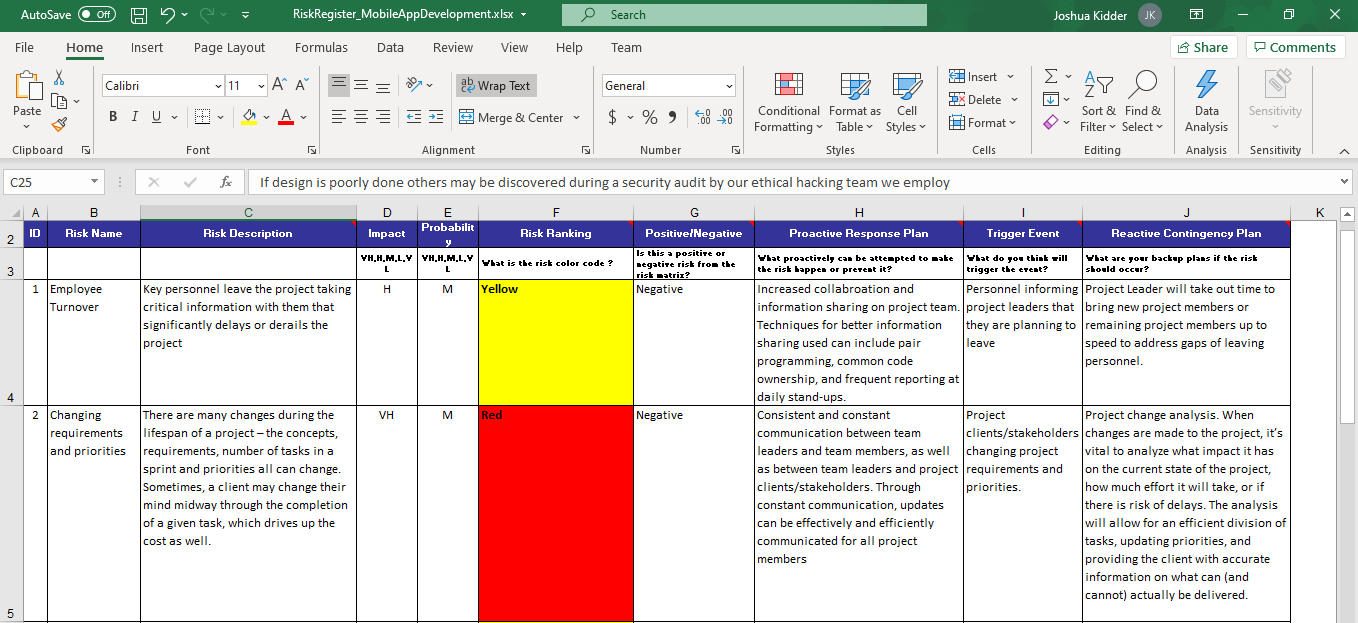 AutoSave Off RiskRegister_MobileAppDevelopment.xlsx Search Joshua Kidder JK
File Home Insert Page Layout Formulas Data Review View Help Team Share Comments
Paste
Clipboard
Calibri 11 A A
B I U A
Font
ab Wrap Text
Merge & Center
Alignment
General
$ % 9 .00 .00
Number
Conditional
Formatting
Format as
Table
Cell
Styles
Styles
Insert
Delete
Format
Cells
Sort &
Filter
Find &
Select
Editing
Data
Analysis
Analysis
Sensitivity
Sensitivity
C25 fx If design is poorly done others may be discovered during a security audit by our ethical hacking team we employ
A B C D E F G H I J K
2 ID Risk Name Risk Description Impact Probabilit
y Risk Ranking Positive/Negative Proactive Response Plan Trigger Event Reactive Contingency Plan
3 VH,H,M,L,V
L VH,H,M,L,V
L What is the risk color code ?
Is this a positive or
negative risk from the
risk matrix?
What proactively can be attempted to make
the risk happen or prevent it?
What do you think will
trigger the event?
What are your backup plans if the risk
should occur?
4
1
Employee
Turnover
Key personnel leave the project taking
critical information with them that
significantly delays or derails the
project
H
M
Yellow
Negative
Increased collabroation and
information sharing on project team.
Techniques for better information
sharing used can include pair
programming, common code
ownership, and frequent reporting at
daily stand-ups.
Personnel informing
project leaders that
they are planning to
leave
Project Leader will take out time to
bring new project members or
remaining project members up to
speed to address gaps of leaving
personnel.
5
2
Changing
requirements
and priorities
There are many changes during the
lifespan of a project – the concepts,
requirements, number of tasks in a
sprint and priorities all can change.
Sometimes, a client may change their
mind midway through the completion
of a given task, which drives up the
cost as well.
VH
M
Red
Negative
Consistent and constant
communication between team
leaders and team members, as well
as between team leaders and project
clients/stakeholders. Through
constant communication, updates
can be effectively and efficiently
communicated for all project
members
Project
clients/stakeholders
changing project
requirements and
priorities.
Project change analysis. When
changes are made to the project, it’s
vital to analyze what impact it has
on the current state of the project,
how much effort it will take, or if
there is risk of delays. The analysis
will allow for an efficient division of
tasks, updating priorities, and
providing the client with accurate
information on what can (and
cannot) actually be delivered.